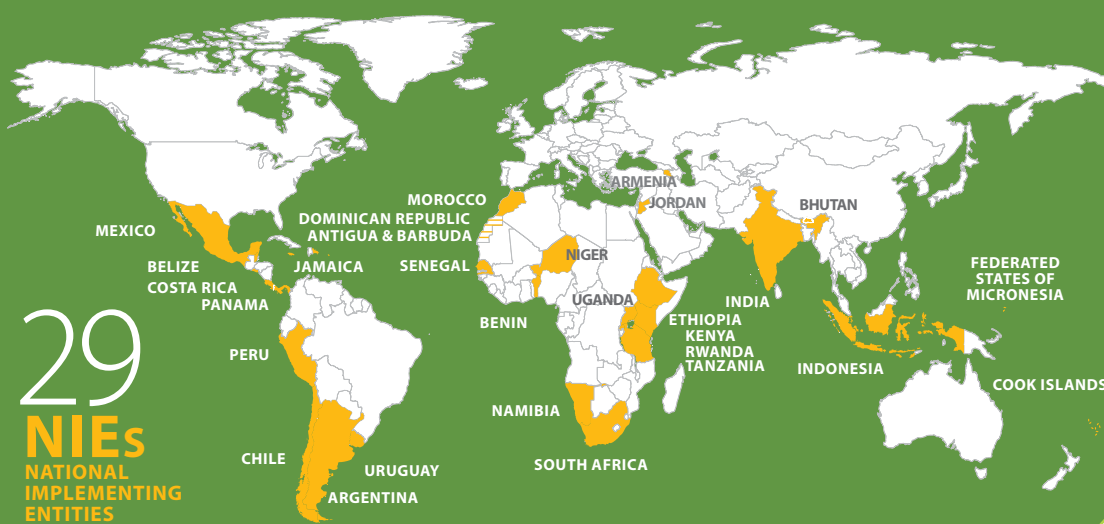 MOROCCO
DOMINICAN REPUBLIC
ANTIGUA & BARBUDA
SENEGAL
MEXICO
BELIZE
COSTA RICA
PANAMA
JAMAICA
PERU
CHILE
URUGUAY
ARGENTINA
BENIN
NIGER
UGANDA
ARMENIA
JORDAN
ETHIOPIA
KENYA
RWANDA
TANZANIA
NAMIBIA
SOUTH AFRICA
INDIA
BHUTAN
INDONESIA
FEDERATED
STATES OF
MICRONESIA
COOK ISLANDS
29
NIEs
NATIONAL
IMPLEMENTING
ENTITIES